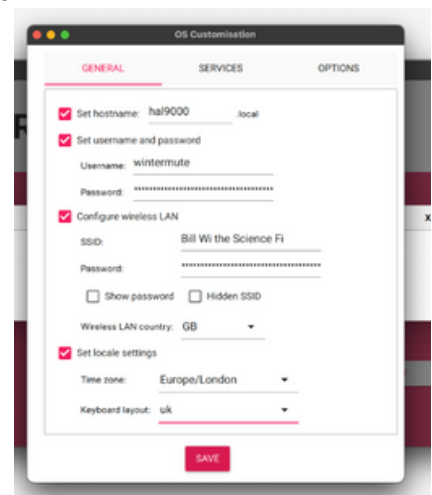 OS Customisation
GENERAL SERVICES OPTIONS
Set hostname: hal9000 .local
Set username and password
Username: wintermute
Password:
Configure wireless LAN
SSID: Bill Wi the Science Fi
Password:
Show password Hidden SSID
Wireless LAN country: GB
Set locale settings
Time zone: Europe/London
Keyboard layout: uk
SAVE